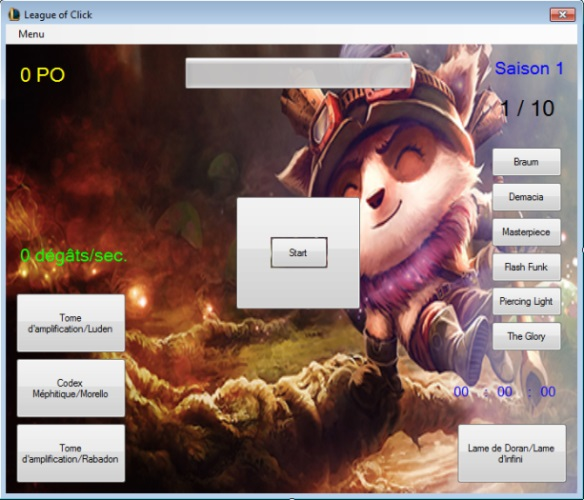 League of Click
Menu
0 PO
Saison 1
1 / 10
Braum
Demacia
Masterpiece
Flash Funk
Piercing Light
The Glory
Start
0 dégâts/sec.
Tome
d'amplification/Luden
Codex
Méphitique/Morello
Tome
d'amplification/Rabadon
00 : 00 : 00
Lame de Doran/Lame
d'Infini